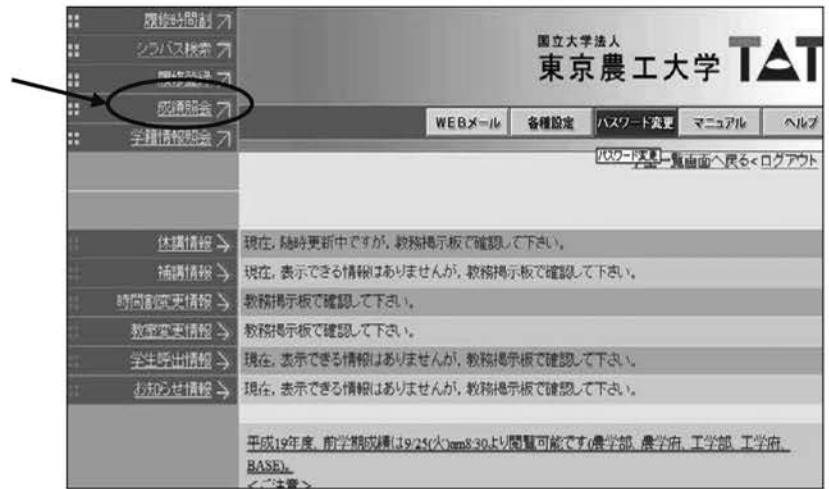 履修時間割
シラバス検索
履修登録
成績照会
学籍情報照会
国立大学法人
東京農工大学 TAT
WEBメール 各種設定 パスワード変更 マニュアル ヘルプ
パスワード変更
一覧画面へ戻る<ログアウト
休講情報 現在, 随時更新中ですが, 教務掲示板で確認して下さい。
補講情報 現在, 表示できる情報はありませんが, 教務掲示板で確認して下さい。
時間割変更情報 教務掲示板で確認して下さい。
教室変更情報 教務掲示板で確認して下さい。
学生呼出情報 現在, 表示できる情報はありませんが, 教務掲示板で確認して下さい。
お知らせ情報 現在, 表示できる情報はありませんが, 教務掲示板で確認して下さい。
平成19年度 前学期成績は9/25(火)am8:30より閲覧可能です(農学部、農学府、工学部、工学府、
BASE)。
<ご注意>